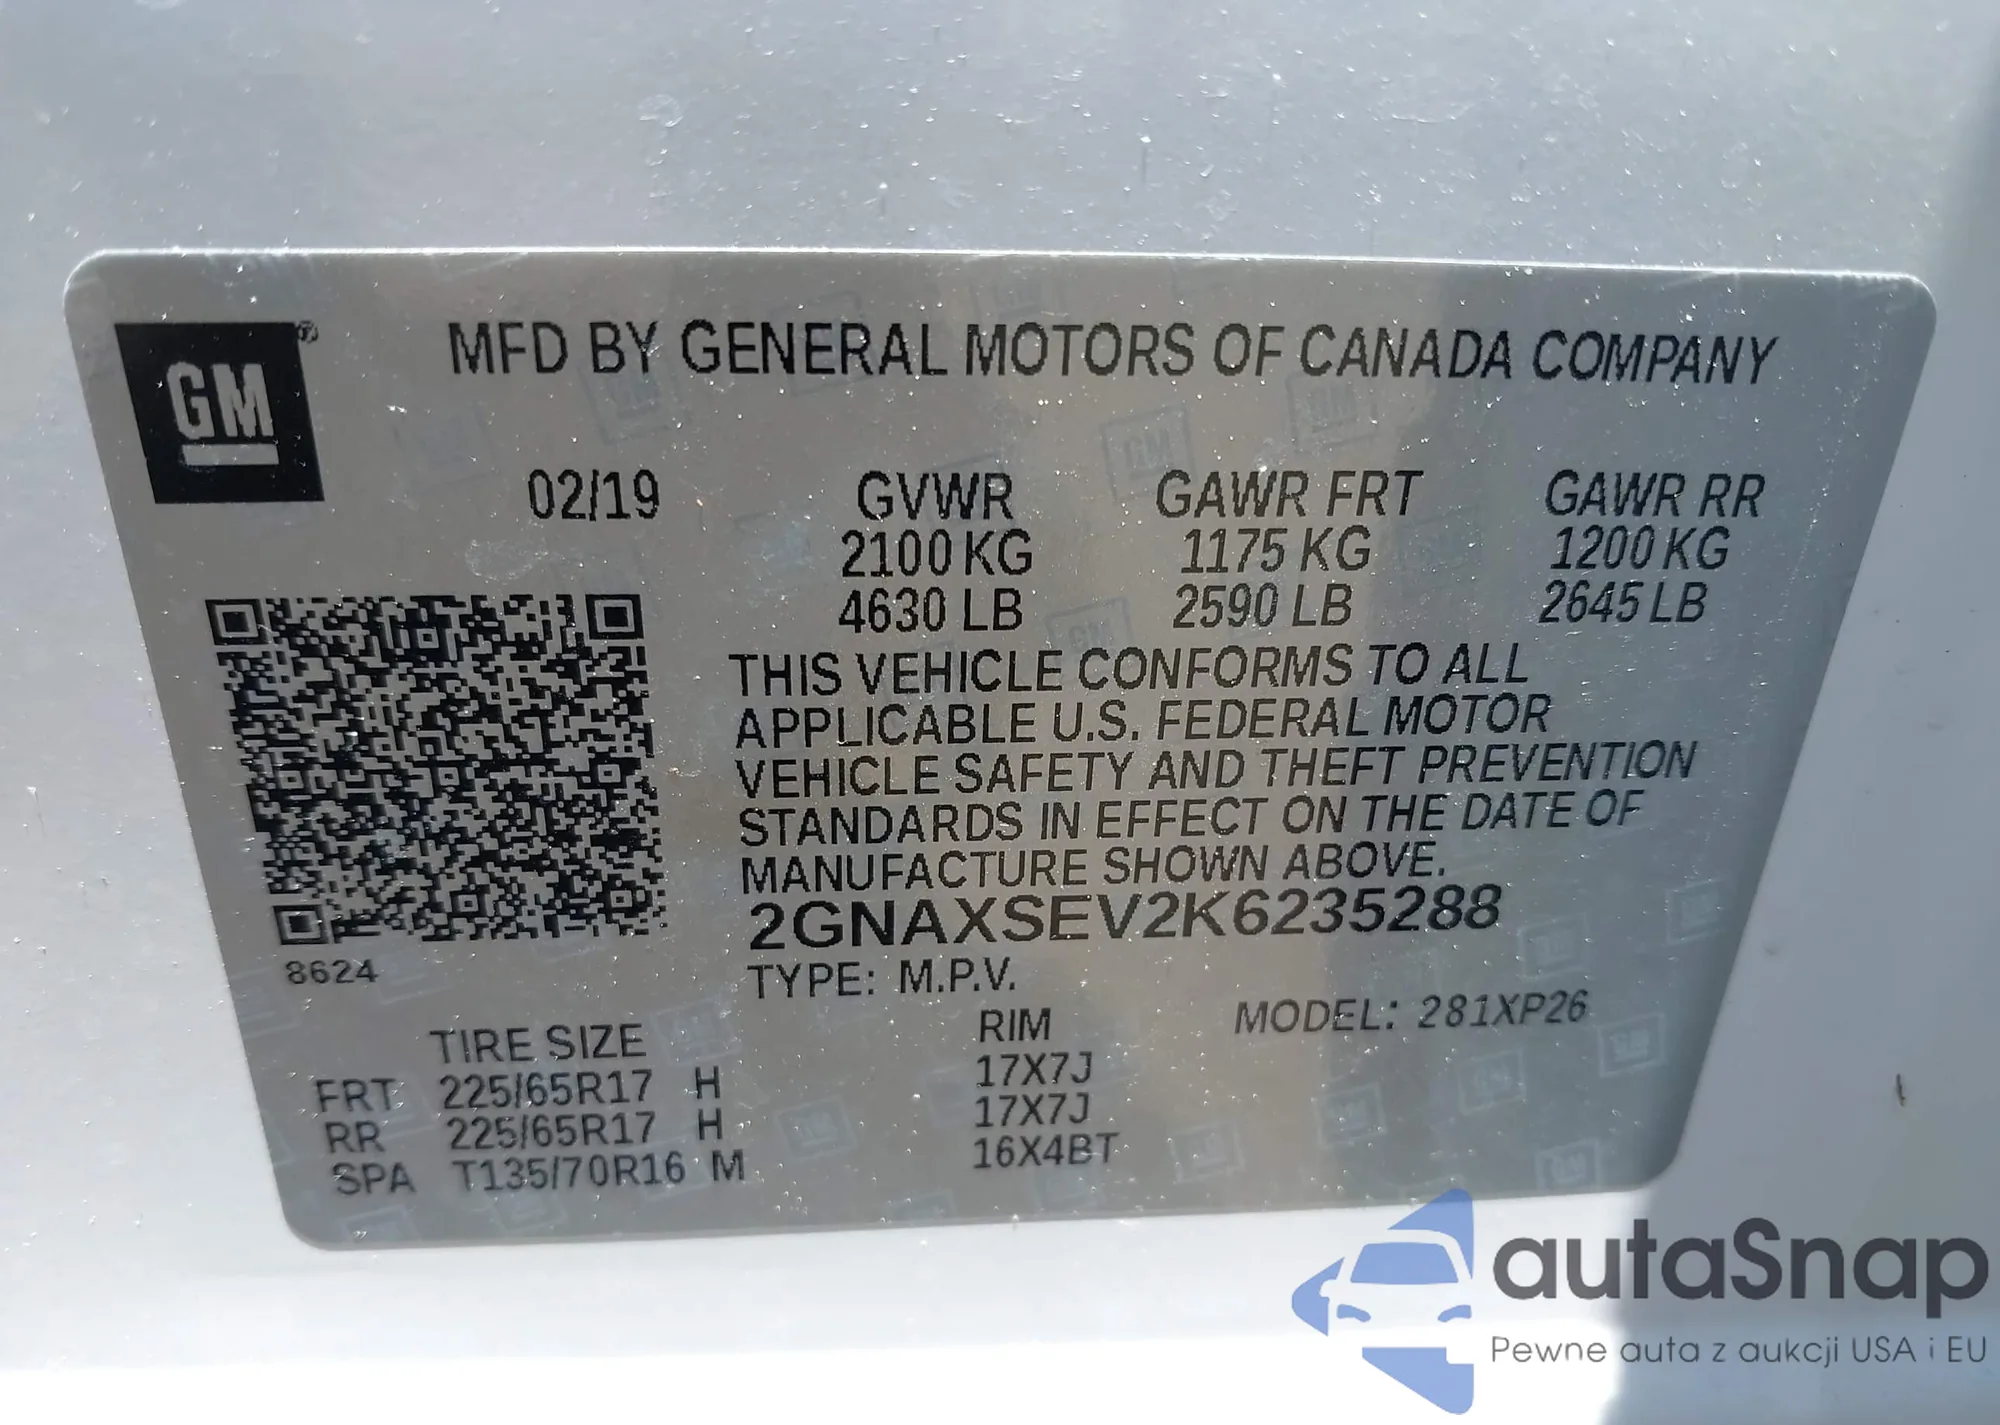 GM ®
MFD BY GENERAL MOTORS OF CANADA COMPANY
02/19 GVWR GAWR FRT GAWR RR
2100 KG 1175 KG 1200 KG
4630 LB 2590 LB 2645 LB
THIS VEHICLE CONFORMS TO ALL
APPLICABLE U.S. FEDERAL MOTOR
VEHICLE SAFETY AND THEFT PREVENTION
STANDARDS IN EFFECT ON THE DATE OF
MANUFACTURE SHOWN ABOVE.
2GNAXSEV2K6235288
8624
TYPE: M.P.V.
MODEL: 281XP26
TIRE SIZE RIM
FRT 225/65R17 H 17X7J
RR 225/65R17 H 17X7J
SPA T135/70R16 M 16X4BT
autaSnap
Pewne auta z aukcji USA i EU